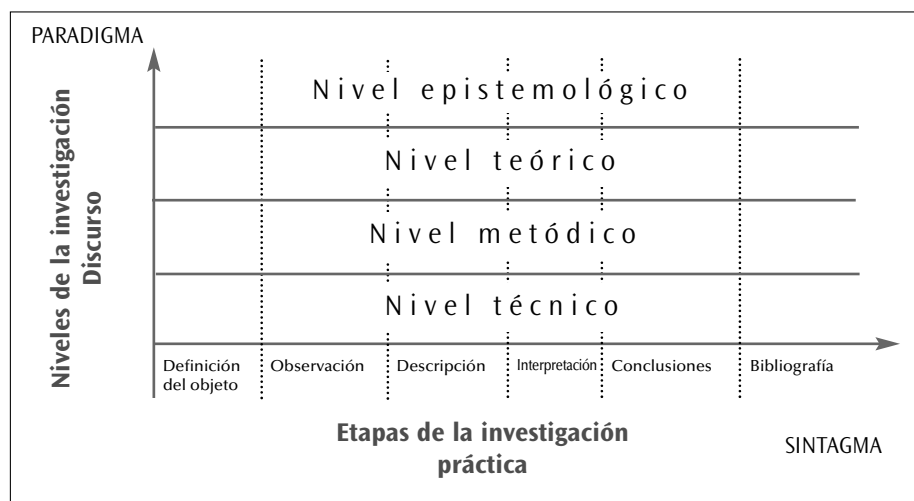 PARADIGMA
Niveles de la investigación
Discurso
Nivel epistemológico
Nivel teórico
Nivel metódico
Nivel técnico
Definición
del objeto
Observación
Descripción
Interpretación
Conclusiones
Bibliografía
Etapas de la investigación
práctica
SINTAGMA